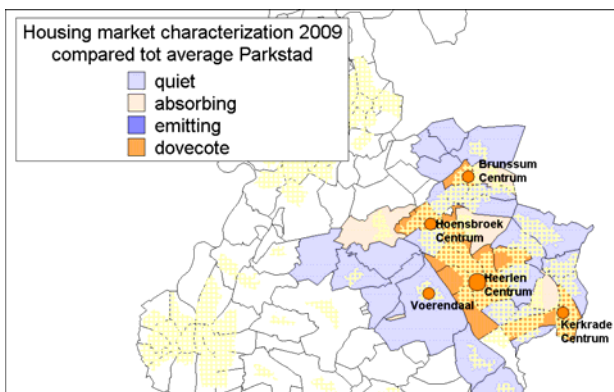 Housing market characterization 2009
compared tot average Parkstad
quiet
absorbing
emitting
dovecote
Brunssum
Centrum
Hoensbroek
Centrum
Heerlen
Centrum
Voerendaal
Kerkrade
Centrum